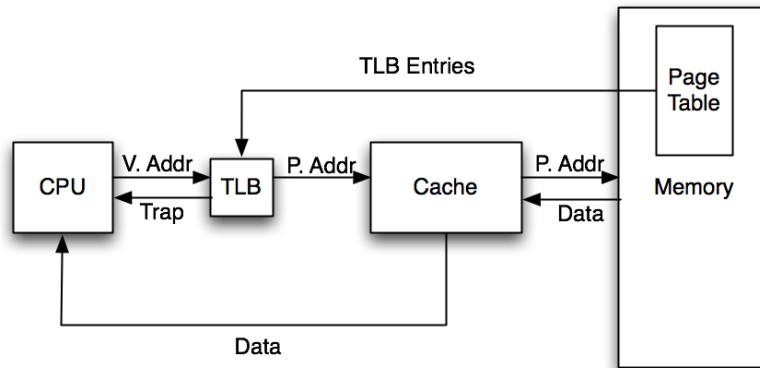 TLB Entries
Page
Table
V. Addr
P. Addr
P. Addr
CPU
TLB
Cache
Memory
Trap
Data
Data